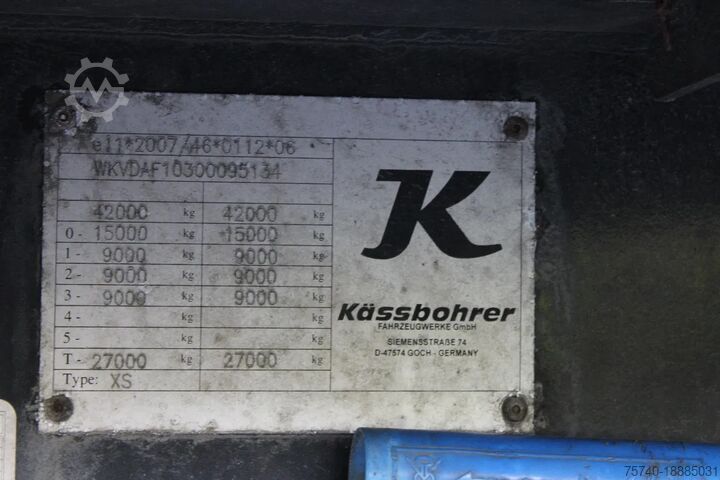 e11*2007/46*0112*06
WKVDAF10300095134
42000 kg 42000 kg
0 - 15000 kg 15000 kg
1 - 9000 kg 9000 kg
2 - 9000 kg 9000 kg
3 - 9000 kg 9000 kg
4 - kg kg
5 - kg kg
T - 27000 kg 27000 kg
Type: XS
K
Kässbohrer
FAHRZEUGWERKE GmbH
SIEMENSSTRAßE 74
D-47574 GOCH - GERMANY
75740-18885031